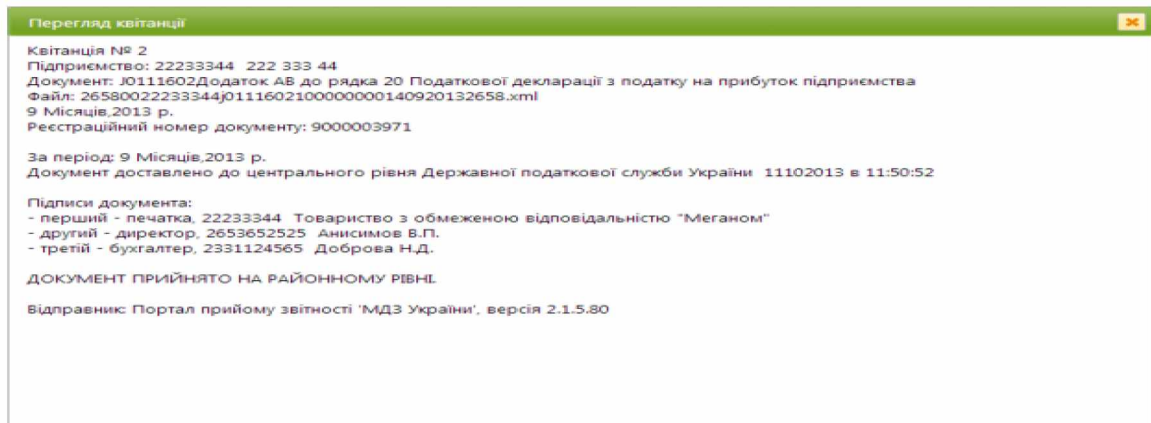 Перегляд квітанції
Квітанція № 2
Підприємство: 22233344 222 333 44
Документ: J0111602Додаток АВ до рядка 20 Податкової декларації з податку на прибуток підприємства
Файл: 26580022233344j0111602100000000140920132658.xml
9 Місяців,2013 р.
Реєстраційний номер документу: 9000003971
За період: 9 Місяців,2013 р.
Документ доставлено до центрального рівня Державної податкової служби України 11102013 в 11:50:52
Підписи документа:
- перший - печатка, 22233344 Товариство з обмеженою відповідальністю "Меганом"
- другий - директор, 2653652525 Анисимов В.П.
- третій - бухгалтер, 2331124565 Доброва Н.Д.
ДОКУМЕНТ ПРИЙНЯТО НА РАЙОННОМУ РІВНІ.
Відправник: Портал прийому звітності 'МДЗ України', версія 2.1.5.80